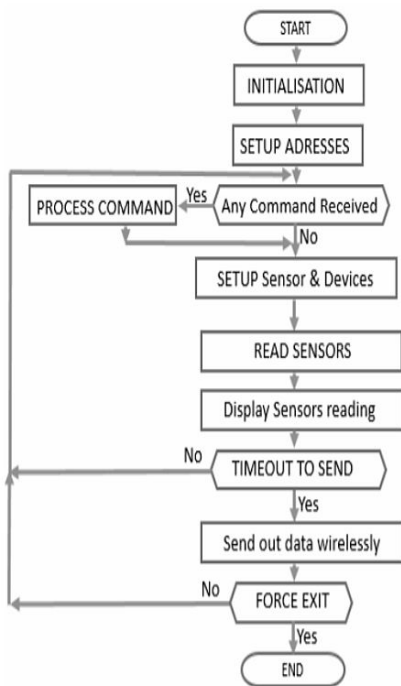 START
INITIALISATION
SETUP ADRESSES
Any Command Received
Yes
PROCESS COMMAND
No
SETUP Sensor & Devices
READ SENSORS
Display Sensors reading
TIMEOUT TO SEND
No
Yes
Send out data wirelessly
FORCE EXIT
No
Yes
END